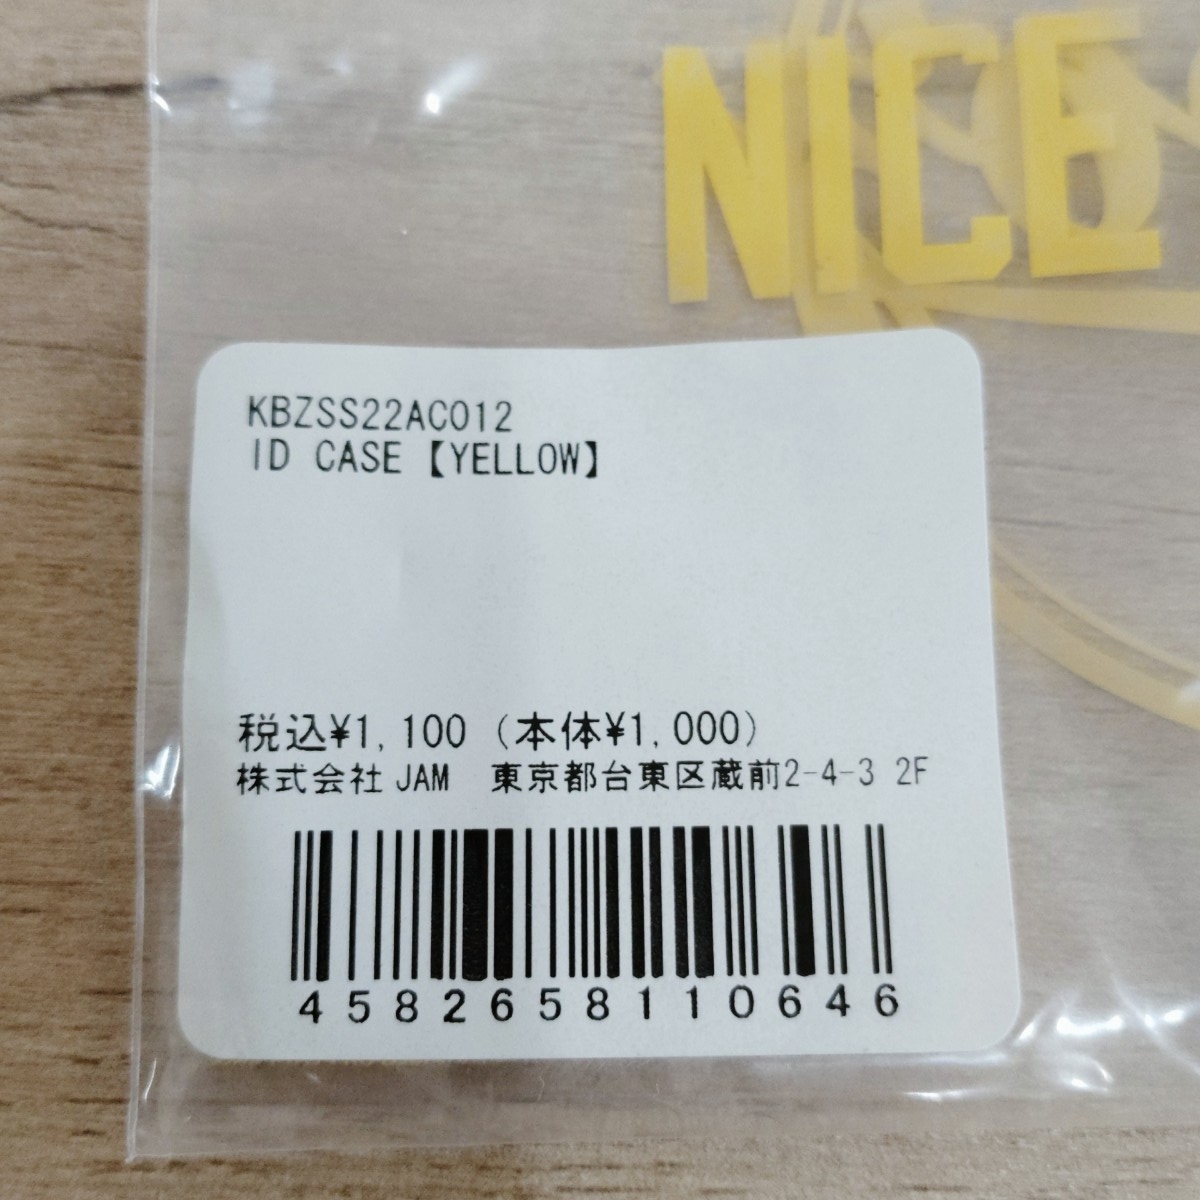 NICE
KBZSS22AC012
ID CASE【YELLOW】
税込¥1,100 (本体¥1,000)
株式会社JAM 東京都台東区蔵前2-4-3 2F
4582658110646